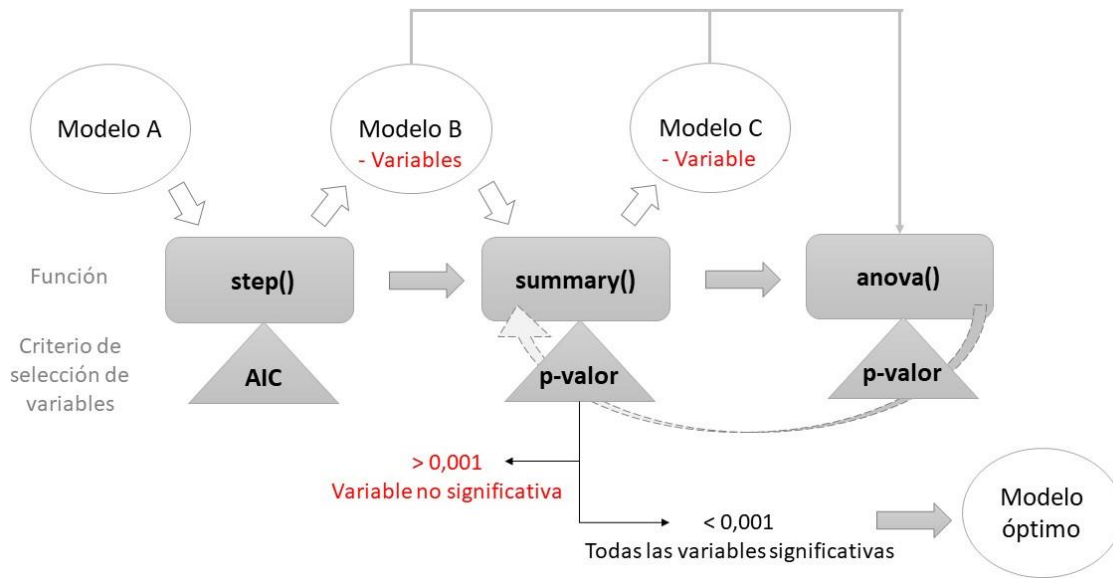 Modelo A
Modelo B
- Variables
Modelo C
- Variable
Función
step()
summary()
anova()
Criterio de
selección de
variables
AIC
p-valor
p-valor
> 0,001
Variable no significativa
< 0,001
Todas las variables significativas
Modelo
óptimo